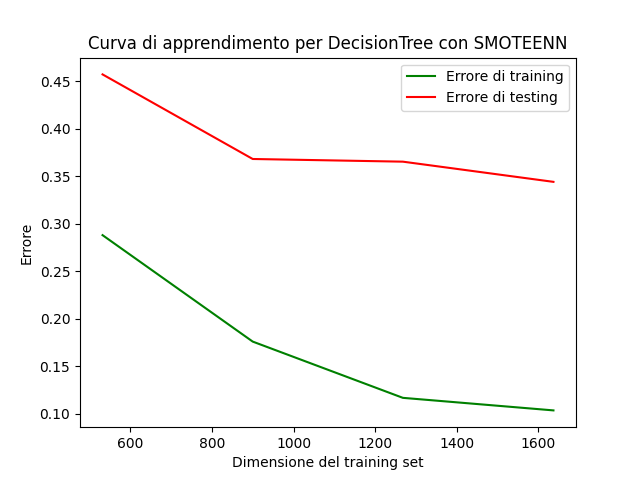 Curva di apprendimento per DecisionTree con SMOTEENN
Errore di training
Errore di testing
Errore
0.45
0.40
0.35
0.30
0.25
0.20
0.15
0.10
600 800 1000 1200 1400 1600
Dimensione del training set